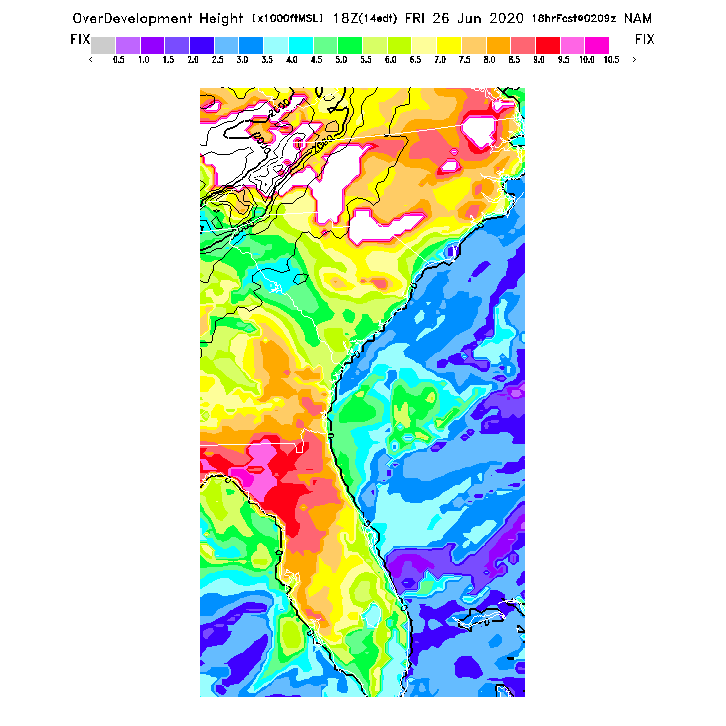 OverDevelopment Height [x1000ftMSL] 18Z(14edt) FRI 26 Jun 2020 18hrFcst@0209z NAM
FIX FIX
< 0.5 1.0 1.5 2.0 2.5 3.0 3.5 4.0 4.5 5.0 5.5 6.0 6.5 7.0 7.5 8.0 8.5 9.0 9.5 10.0 10.5 >